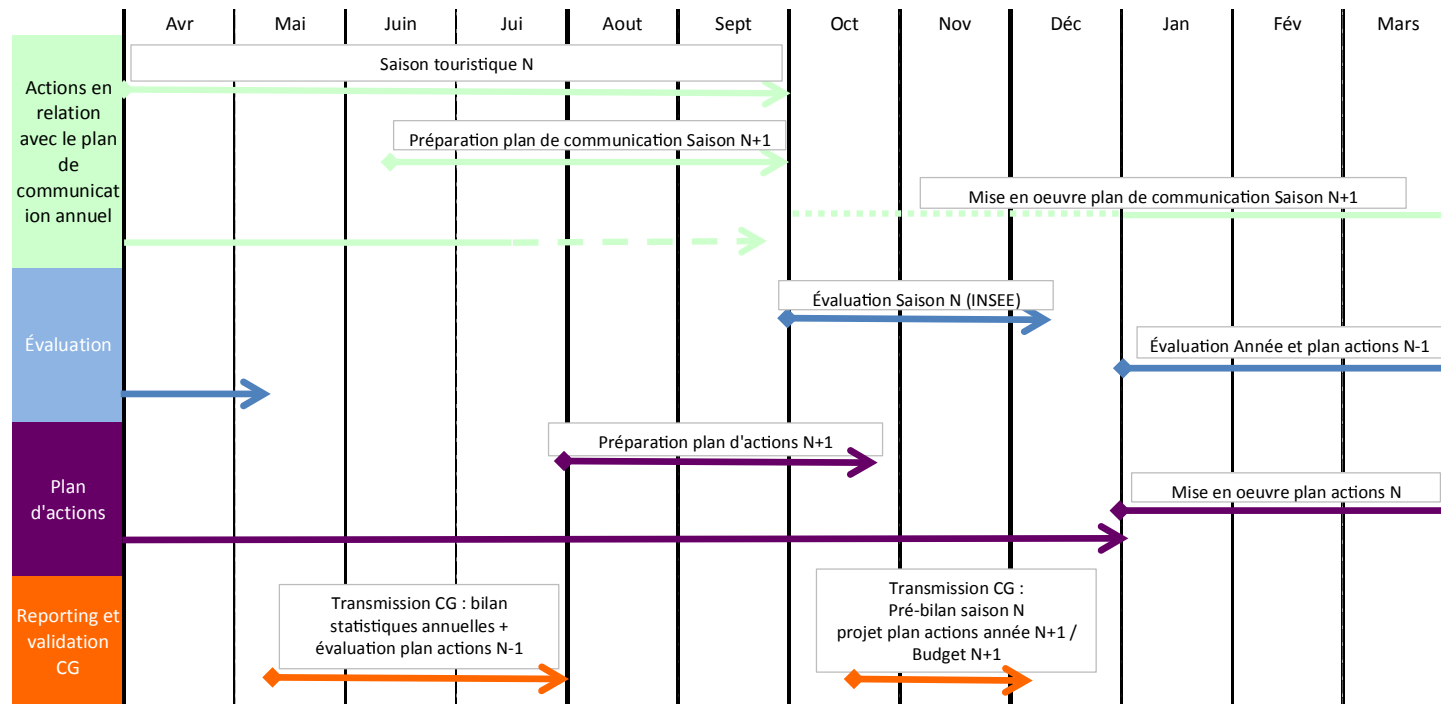 Avr Mai Juin Jui Aout Sept Oct Nov Déc Jan Fév Mars
Actions en
relation
avec le plan
de
communicat
ion annuel
Saison touristique N
Préparation plan de communication Saison N+1
Mise en oeuvre plan de communication Saison N+1
Évaluation
Évaluation Saison N (INSEE)
Évaluation Année et plan actions N-1
Plan
d'actions
Préparation plan d'actions N+1
Mise en oeuvre plan actions N
Reporting et
validation
CG
Transmission CG : bilan
statistiques annuelles +
évaluation plan actions N-1
Transmission CG :
Pré-bilan saison N
projet plan actions année N+1 /
Budget N+1